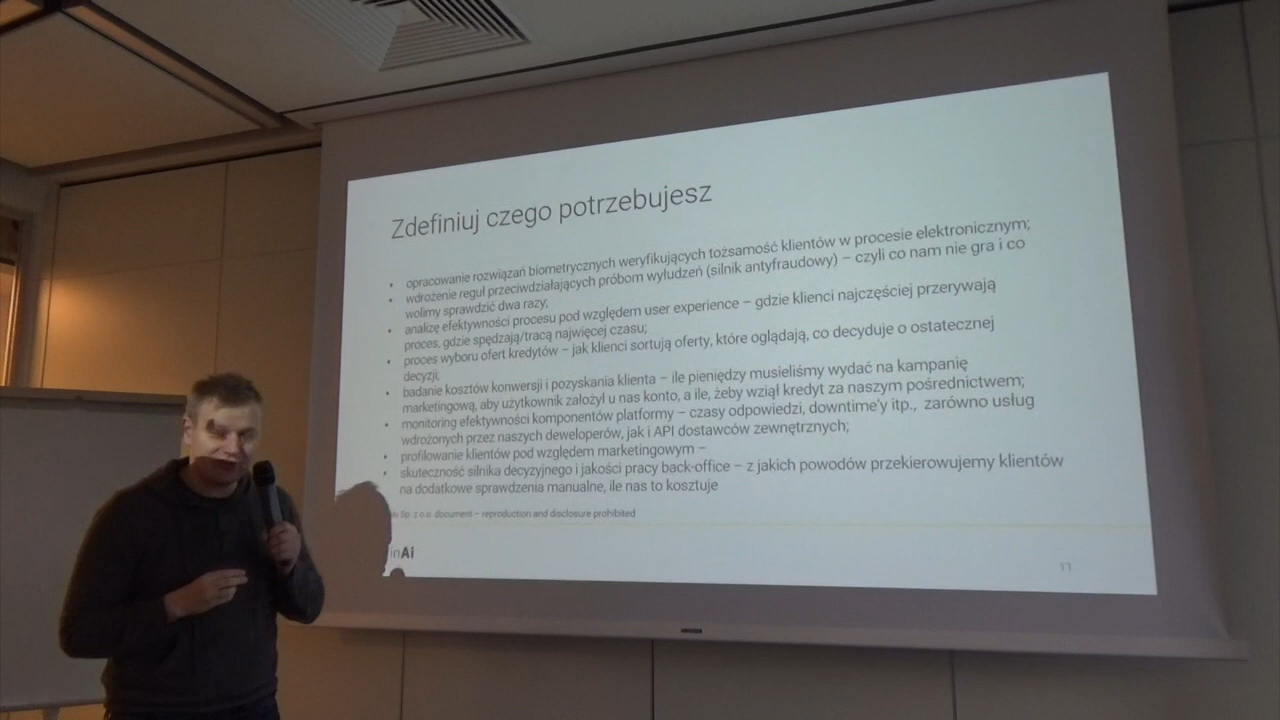 Zdefiniuj czego potrzebujesz
• opracowanie rozwiązań biometrycznych weryfikujących tożsamość klientów w procesie elektronicznym;
• wdrożenie reguł przeciwdziałających próbom wyłudzeń (silnik antyfraudowy) – czyli co nam nie gra i co
wolimy sprawdzić dwa razy;
• analizę efektywności procesu pod względem user experience – gdzie klienci najczęściej przerywają
proces, gdzie spędzają/tracą najwięcej czasu;
• proces wyboru ofert kredytów – jak klienci sortują oferty, które oglądają, co decyduje o ostatecznej
decyzji;
• badanie kosztów konwersji i pozyskania klienta – ile pieniędzy musieliśmy wydać na kampanię
marketingową, aby użytkownik założył u nas konto, a ile, żeby wziął kredyt za naszym pośrednictwem;
• monitoring efektywności komponentów platformy – czasy odpowiedzi, downtime'y itp., zarówno usług
wdrożonych przez naszych deweloperów, jak i API dostawców zewnętrznych;
• profilowanie klientów pod względem marketingowym –
• skuteczność silnika decyzyjnego i jakości pracy back-office – z jakich powodów przekierowujemy klientów
na dodatkowe sprawdzenia manualne, ile nas to kosztuje
Sp. z o.o. document – reproduction and disclosure prohibited
inAi
11